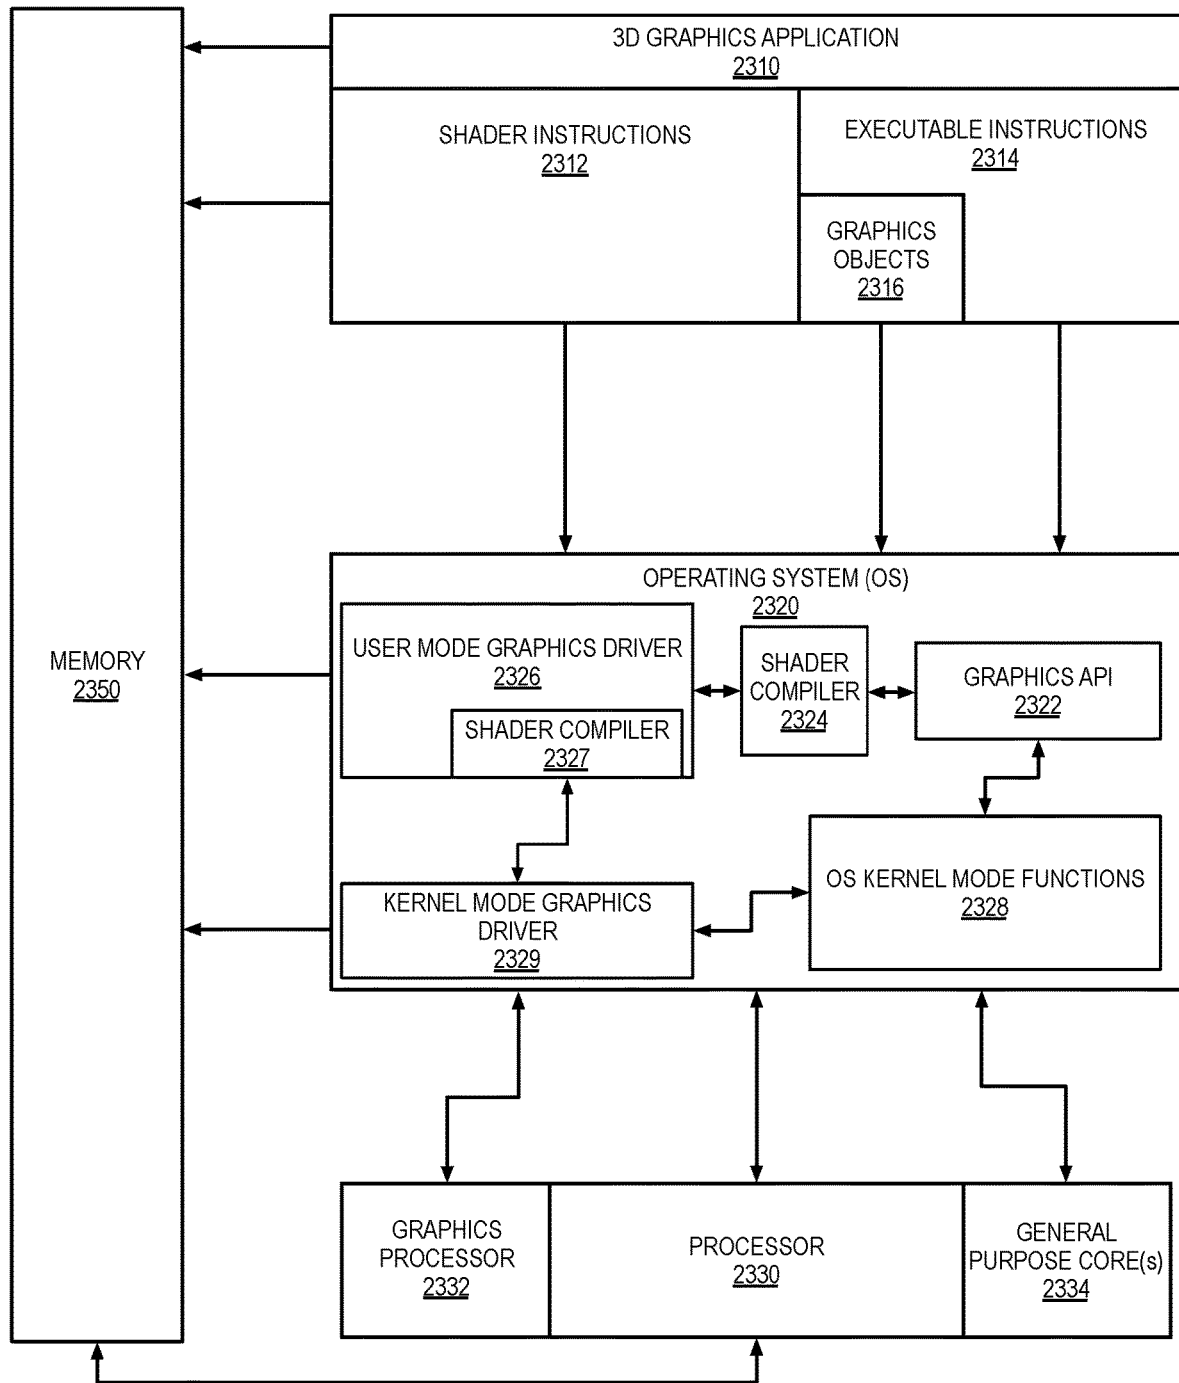 3D GRAPHICS APPLICATION
2310
SHADER INSTRUCTIONS
2312
EXECUTABLE INSTRUCTIONS
2314
GRAPHICS
OBJECTS
2316
MEMORY
2350
OPERATING SYSTEM (OS)
2320
USER MODE GRAPHICS DRIVER
2326
SHADER COMPILER
2327
SHADER
COMPILER
2324
GRAPHICS API
2322
KERNEL MODE GRAPHICS
DRIVER
2329
OS KERNEL MODE FUNCTIONS
2328
GRAPHICS
PROCESSOR
2332
PROCESSOR
2330
GENERAL
PURPOSE CORE(s)
2334